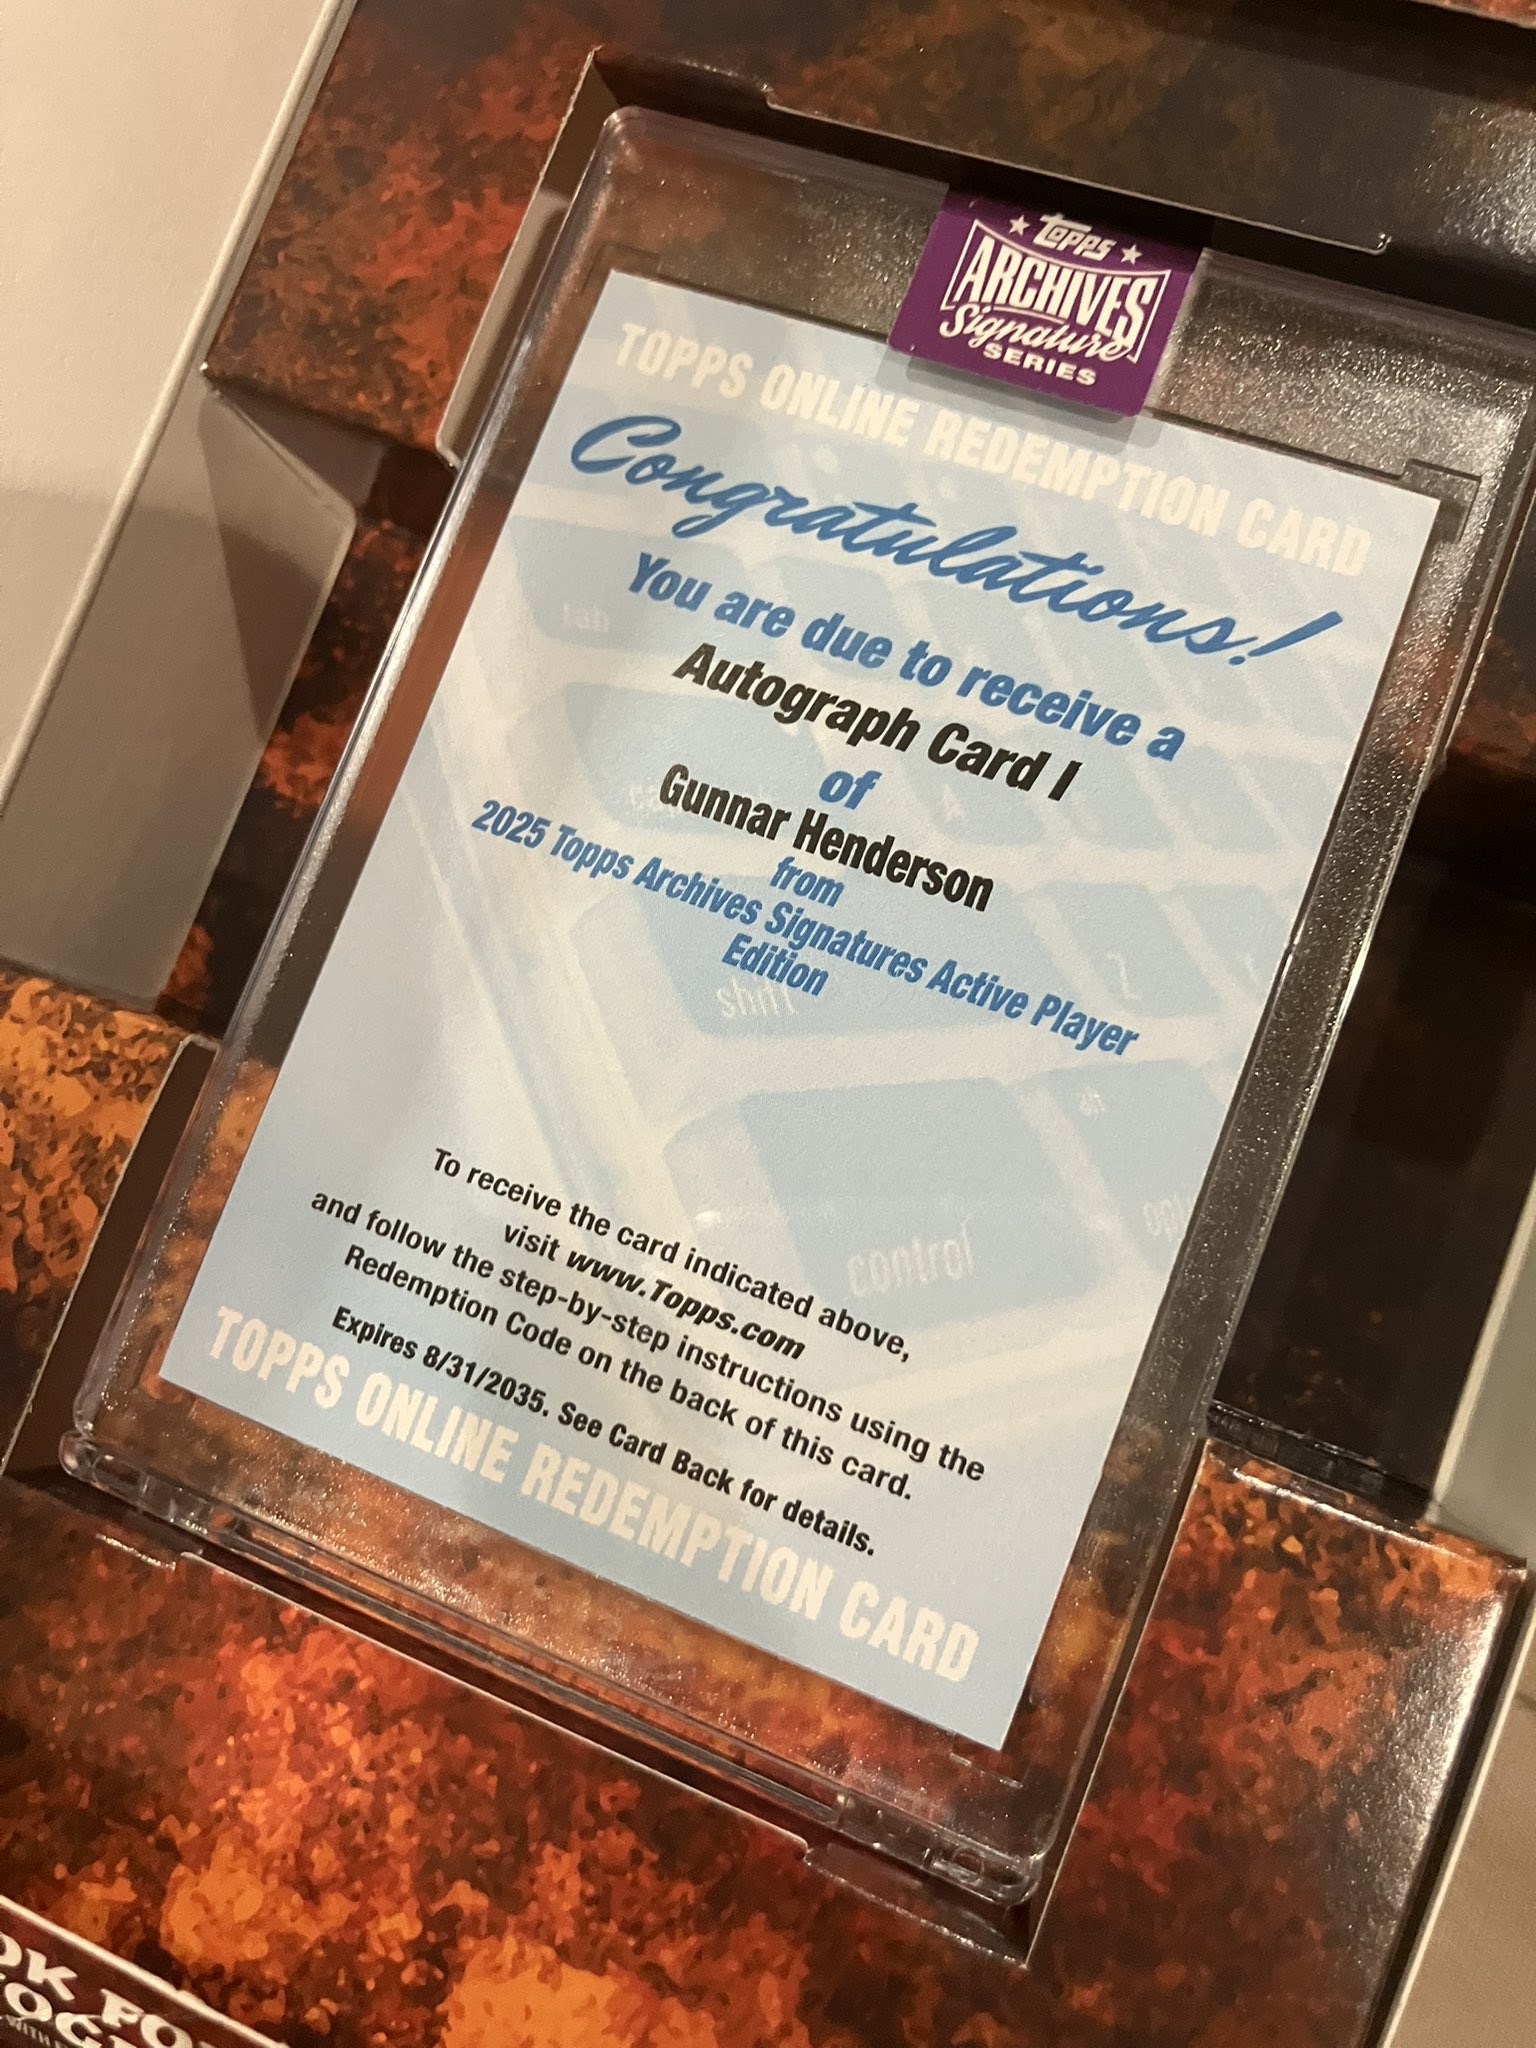 Topps
ARCHIVES
Signature
SERIES
TOPPS ONLINE REDEMPTION CARD
Congratulations!
You are due to receive a
Autograph Card I
of
Gunnar Henderson
from
2025 Topps Archives Signatures Active Player
Edition
shift
control
To receive the card indicated above,
visit www.Topps.com
and follow the step-by-step instructions using the
Redemption Code on the back of this card.
Expires 8/31/2035. See Card Back for details.
TOPPS ONLINE REDEMPTION CARD